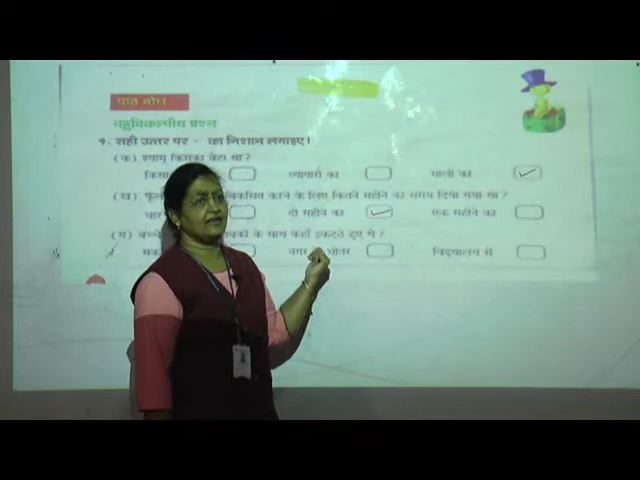 पाठ बोध
बहुविकल्पीय प्रश्न
१. सही उत्तर पर ✓ का निशान लगाइए।
(क) श्यामू किसका बेटा था?
व्यापारी का माली का ✓
(ख) विकसित करने के लिए कितने महीने का समय दिया गया था?
चार दो महीने का ✓ एक महीने का
(ग) के साथ कहाँ इकट्ठे हुए थे?
नगर भीतर विद्यालय में